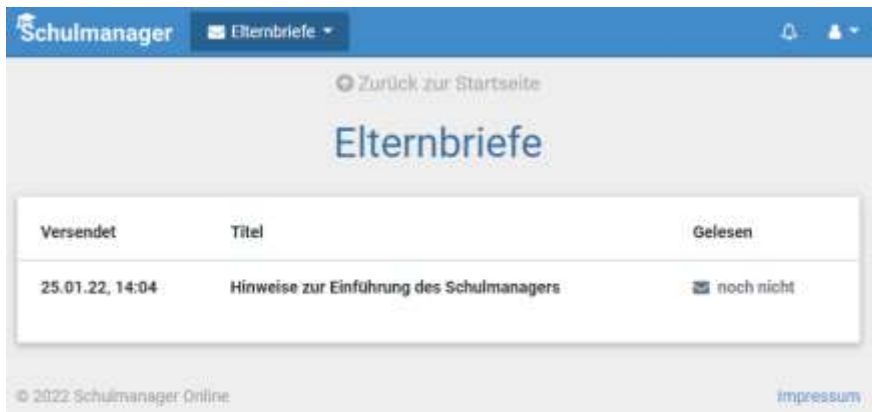 Schulmanager Elternbriefe
Zurück zur Startseite
Elternbriefe
Versendet Titel Gelesen
25.01.22, 14:04 Hinweise zur Einführung des Schulmanagers noch nicht
© 2022 Schulmanager Online Impressum